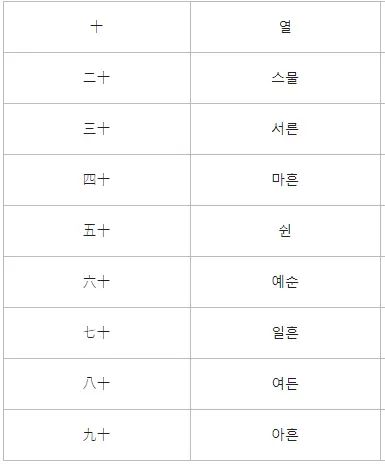 十 열
二十 스물
三十 서른
四十 마흔
五十 쉰
六十 예순
七十 일흔
八十 여든
九十 아흔